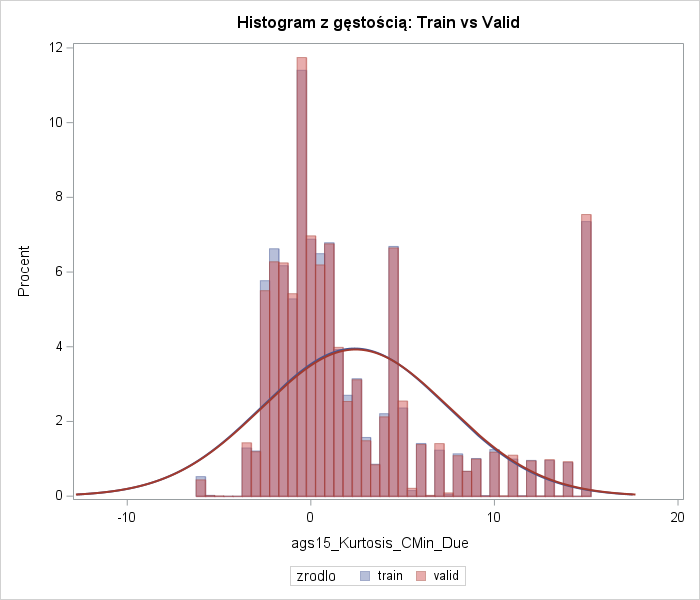 Histogram z gęstością: Train vs Valid
12
10
8
6
4
2
0
Procent
-10
0
10
20
ags15_Kurtosis_CMin_Due
zrodlo train valid